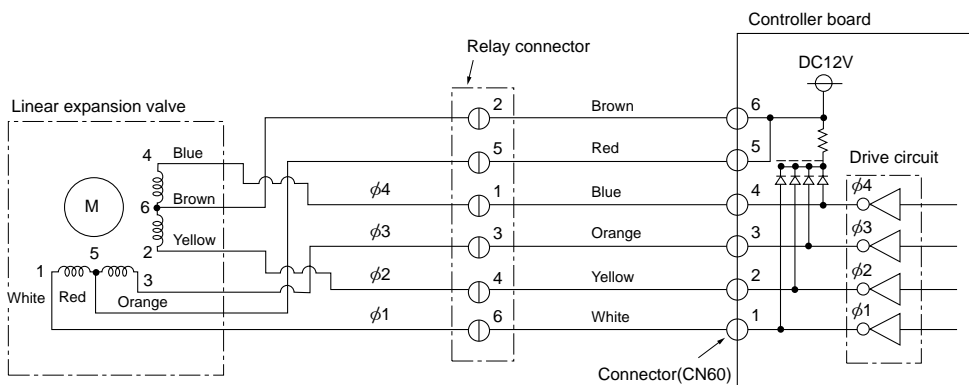 Controller board
Relay connector
DC12V
Linear expansion valve
2 Brown 6
5 Red 5
Drive circuit
4 Blue
ϕ4 1 Blue 4 ϕ4
M
6 Brown
ϕ3 3 Orange 3 ϕ3
2 Yellow
5
ϕ2 4 Yellow 2 ϕ2
1 3
White Red Orange
ϕ1 6 White 1 ϕ1
Connector(CN60)